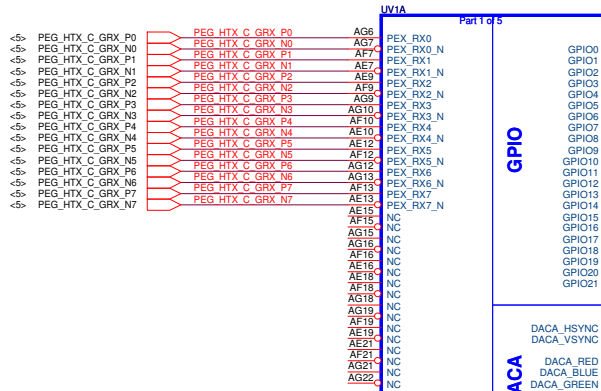 UV1A
Part 1 of 5
<5> PEG_HTX_C_GRX_P0 PEG_HTX_C_GRX_P0 AG6 PEX_RX0
<5> PEG_HTX_C_GRX_N0 PEG_HTX_C_GRX_N0 AG7 PEX_RX0_N GPIO0
<5> PEG_HTX_C_GRX_P1 PEG_HTX_C_GRX_P1 AF7 PEX_RX1 GPIO1
<5> PEG_HTX_C_GRX_N1 PEG_HTX_C_GRX_N1 AE7 PEX_RX1_N GPIO2
<5> PEG_HTX_C_GRX_P2 PEG_HTX_C_GRX_P2 AE9 PEX_RX2 GPIO3
<5> PEG_HTX_C_GRX_N2 PEG_HTX_C_GRX_N2 AF9 PEX_RX2_N GPIO4
<5> PEG_HTX_C_GRX_P3 PEG_HTX_C_GRX_P3 AG9 PEX_RX3 GPIO5
<5> PEG_HTX_C_GRX_N3 PEG_HTX_C_GRX_N3 AG10 PEX_RX3_N GPIO6
<5> PEG_HTX_C_GRX_P4 PEG_HTX_C_GRX_P4 AF10 PEX_RX4 GPIO7
<5> PEG_HTX_C_GRX_N4 PEG_HTX_C_GRX_N4 AE10 PEX_RX4_N GPIO8
<5> PEG_HTX_C_GRX_P5 PEG_HTX_C_GRX_P5 AE12 PEX_RX5 GPIO9
<5> PEG_HTX_C_GRX_N5 PEG_HTX_C_GRX_N5 AF12 PEX_RX5_N GPIO10
<5> PEG_HTX_C_GRX_P6 PEG_HTX_C_GRX_P6 AG12 PEX_RX6 GPIO11
<5> PEG_HTX_C_GRX_N6 PEG_HTX_C_GRX_N6 AG13 PEX_RX6_N GPIO12
<5> PEG_HTX_C_GRX_P7 PEG_HTX_C_GRX_P7 AF13 PEX_RX7 GPIO13
<5> PEG_HTX_C_GRX_N7 PEG_HTX_C_GRX_N7 AE13 PEX_RX7_N GPIO14
AE15 NC GPIO15
AF15 NC GPIO16
AG15 NC GPIO17
AG16 NC GPIO18
AF16 NC GPIO19
AE16 NC GPIO20
AE18 NC GPIO21
AF18 NC
AG18 NC
AG19 NC
AF19 NC DACA_HSYNC
AE19 NC DACA_VSYNC
AE21 NC
AF21 NC DACA_RED
AG21 NC DACA_BLUE
AG22 NC DACA_GREEN
GPIO
DACA